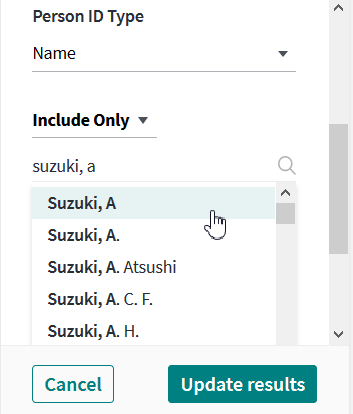 Person ID Type
Name
Include Only
suzuki, a
Suzuki, A
Suzuki, A.
Suzuki, A. Atsushi
Suzuki, A. C. F.
Suzuki, A. H.
Cancel Update results